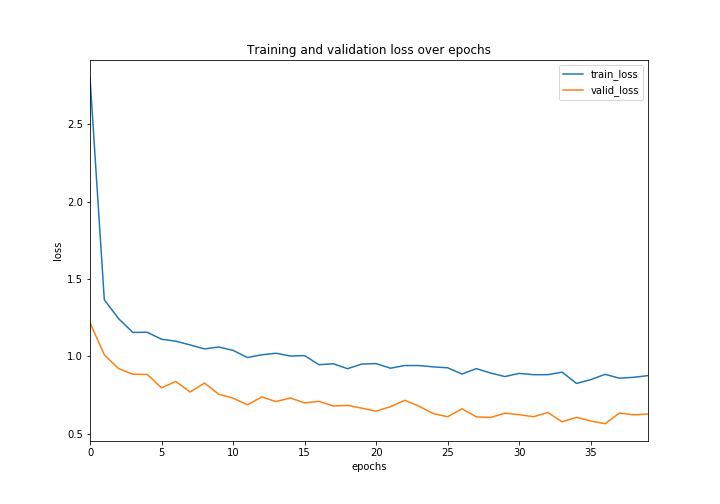 Training and validation loss over epochs
train_loss
valid_loss
2.5
2.0
1.5
1.0
0.5
loss
0 5 10 15 20 25 30 35
epochs